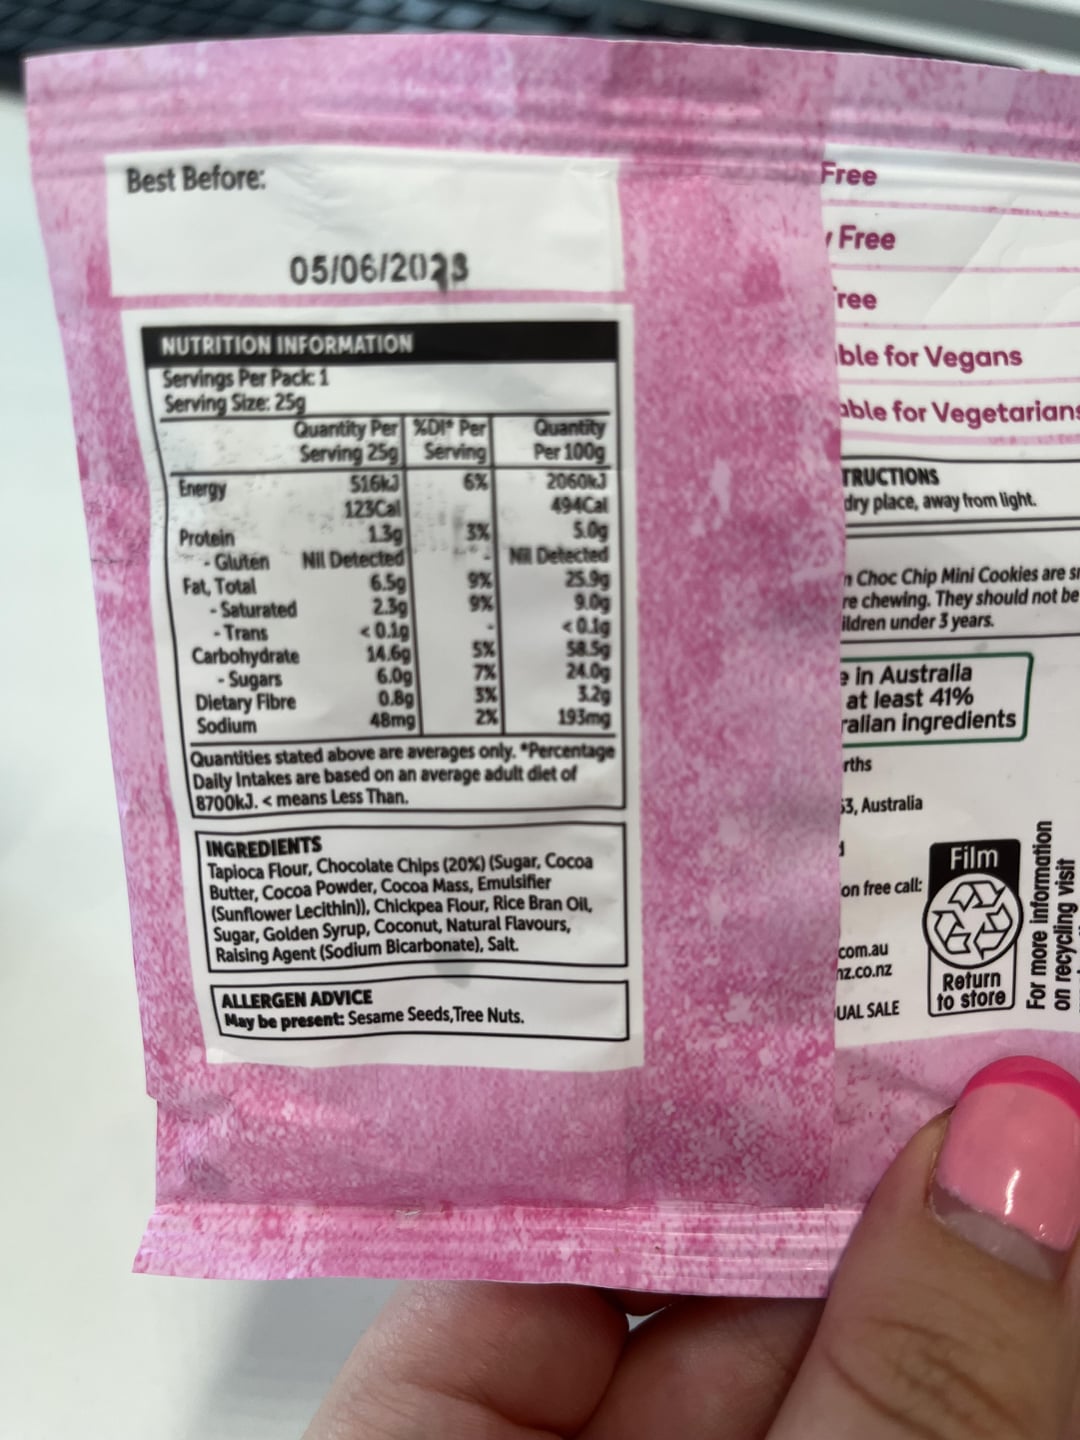 Best Before:
05/06/2023
NUTRITION INFORMATION
Servings Per Pack: 1
Serving Size: 25g
Quantity Per %DI* Per Quantity
Serving 25g Serving Per 100g
Energy 516kJ 6% 2060kJ
123Cal 494Cal
Protein 1.3g 3% 5.0g
- Gluten Nil Detected - Nil Detected
Fat, Total 6.5g 9% 25.9g
- Saturated 2.3g 9% 9.0g
- Trans < 0.1g - < 0.1g
Carbohydrate 14.6g 5% 58.5g
- Sugars 6.0g 7% 24.0g
Dietary Fibre 0.8g 3% 3.2g
Sodium 48mg 2% 193mg
Quantities stated above are averages only. *Percentage
Daily Intakes are based on an average adult diet of
8700kJ. < means Less Than.
INGREDIENTS
Tapioca Flour, Chocolate Chips (20%) (Sugar, Cocoa
Butter, Cocoa Powder, Cocoa Mass, Emulsifier
(Sunflower Lecithin)), Chickpea Flour, Rice Bran Oil,
Sugar, Golden Syrup, Coconut, Natural Flavours,
Raising Agent (Sodium Bicarbonate), Salt.
ALLERGEN ADVICE
May be present: Sesame Seeds, Tree Nuts.
Free
Free
ree
ble for Vegans
able for Vegetarians
TRUCTIONS
dry place, away from light.
n Choc Chip Mini Cookies are
re chewing. They should not be
ildren under 3 years.
e in Australia
at least 41%
ralian ingredients
rths
53, Australia
on free call:
com.au
nz.co.nz
UAL SALE
Film
Return
to store
For more information
on recycling visit